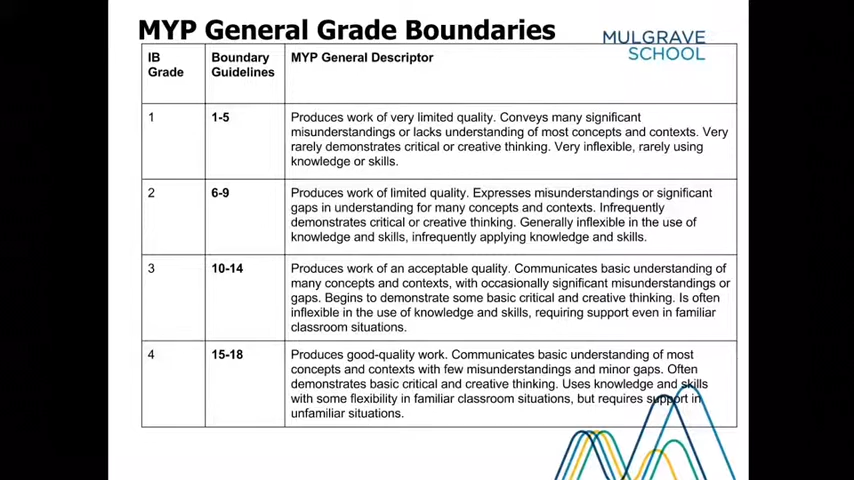 MYP General Grade Boundaries
MULGRAVE
SCHOOL
IB
Grade
Boundary
Guidelines
MYP General Descriptor
1
1-5
Produces work of very limited quality. Conveys many significant
misunderstandings or lacks understanding of most concepts and contexts. Very
rarely demonstrates critical or creative thinking. Very inflexible, rarely using
knowledge or skills.
2
6-9
Produces work of limited quality. Expresses misunderstandings or significant
gaps in understanding for many concepts and contexts. Infrequently
demonstrates critical or creative thinking. Generally inflexible in the use of
knowledge and skills, infrequently applying knowledge and skills.
3
10-14
Produces work of an acceptable quality. Communicates basic understanding of
many concepts and contexts, with occasionally significant misunderstandings or
gaps. Begins to demonstrate some basic critical and creative thinking. Is often
inflexible in the use of knowledge and skills, requiring support even in familiar
classroom situations.
4
15-18
Produces good-quality work. Communicates basic understanding of most
concepts and contexts with few misunderstandings and minor gaps. Often
demonstrates basic critical and creative thinking. Uses knowledge and skills
with some flexibility in familiar classroom situations, but requires support in
unfamiliar situations.